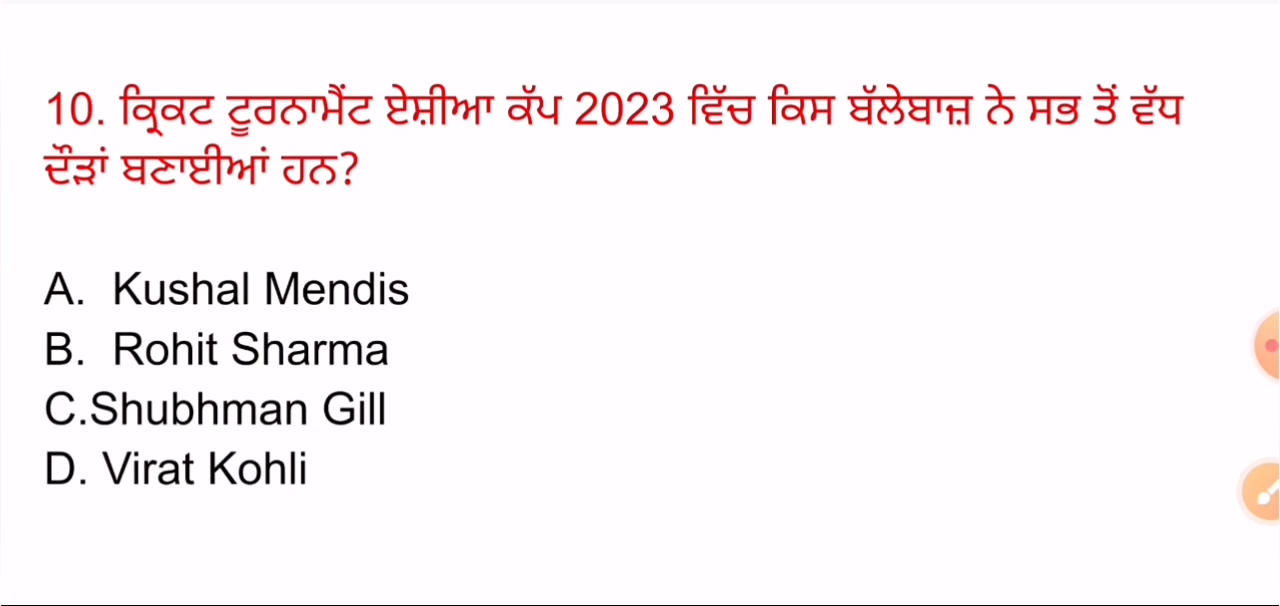 10. ਕ੍ਰਿਕਟ ਟੂਰਨਾਮੈਂਟ ਏਸ਼ੀਆ ਕੱਪ 2023 ਵਿੱਚ ਕਿਸ ਬੱਲੇਬਾਜ਼ ਨੇ ਸਭ ਤੋਂ ਵੱਧ
ਦੌੜਾਂ ਬਣਾਈਆਂ ਹਨ?
A. Kushal Mendis
B. Rohit Sharma
C.Shubhman Gill
D. Virat Kohli